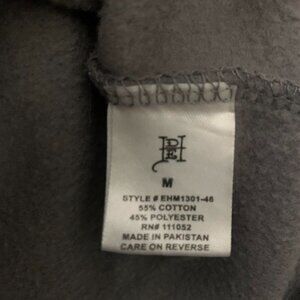 M
STYLE # EHM1301-46
55% COTTON
45% POLYESTER
RN# 111052
MADE IN PAKISTAN
CARE ON REVERSE